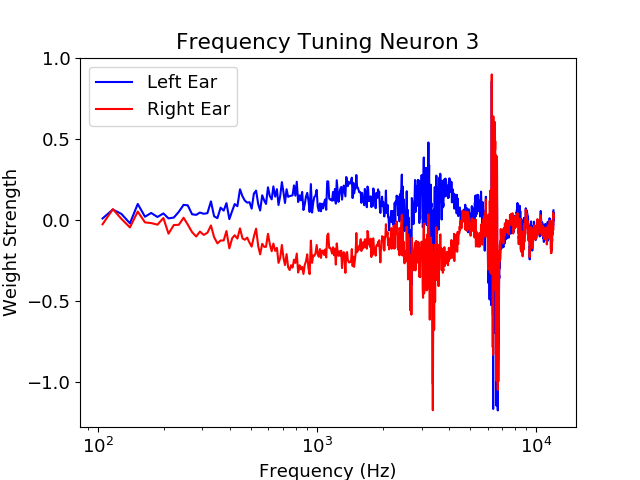 Frequency Tuning Neuron 3
Left Ear
Right Ear
1.0
0.5
0.0
−0.5
−1.0
Weight Strength
10²
10³
10⁴
Frequency (Hz)